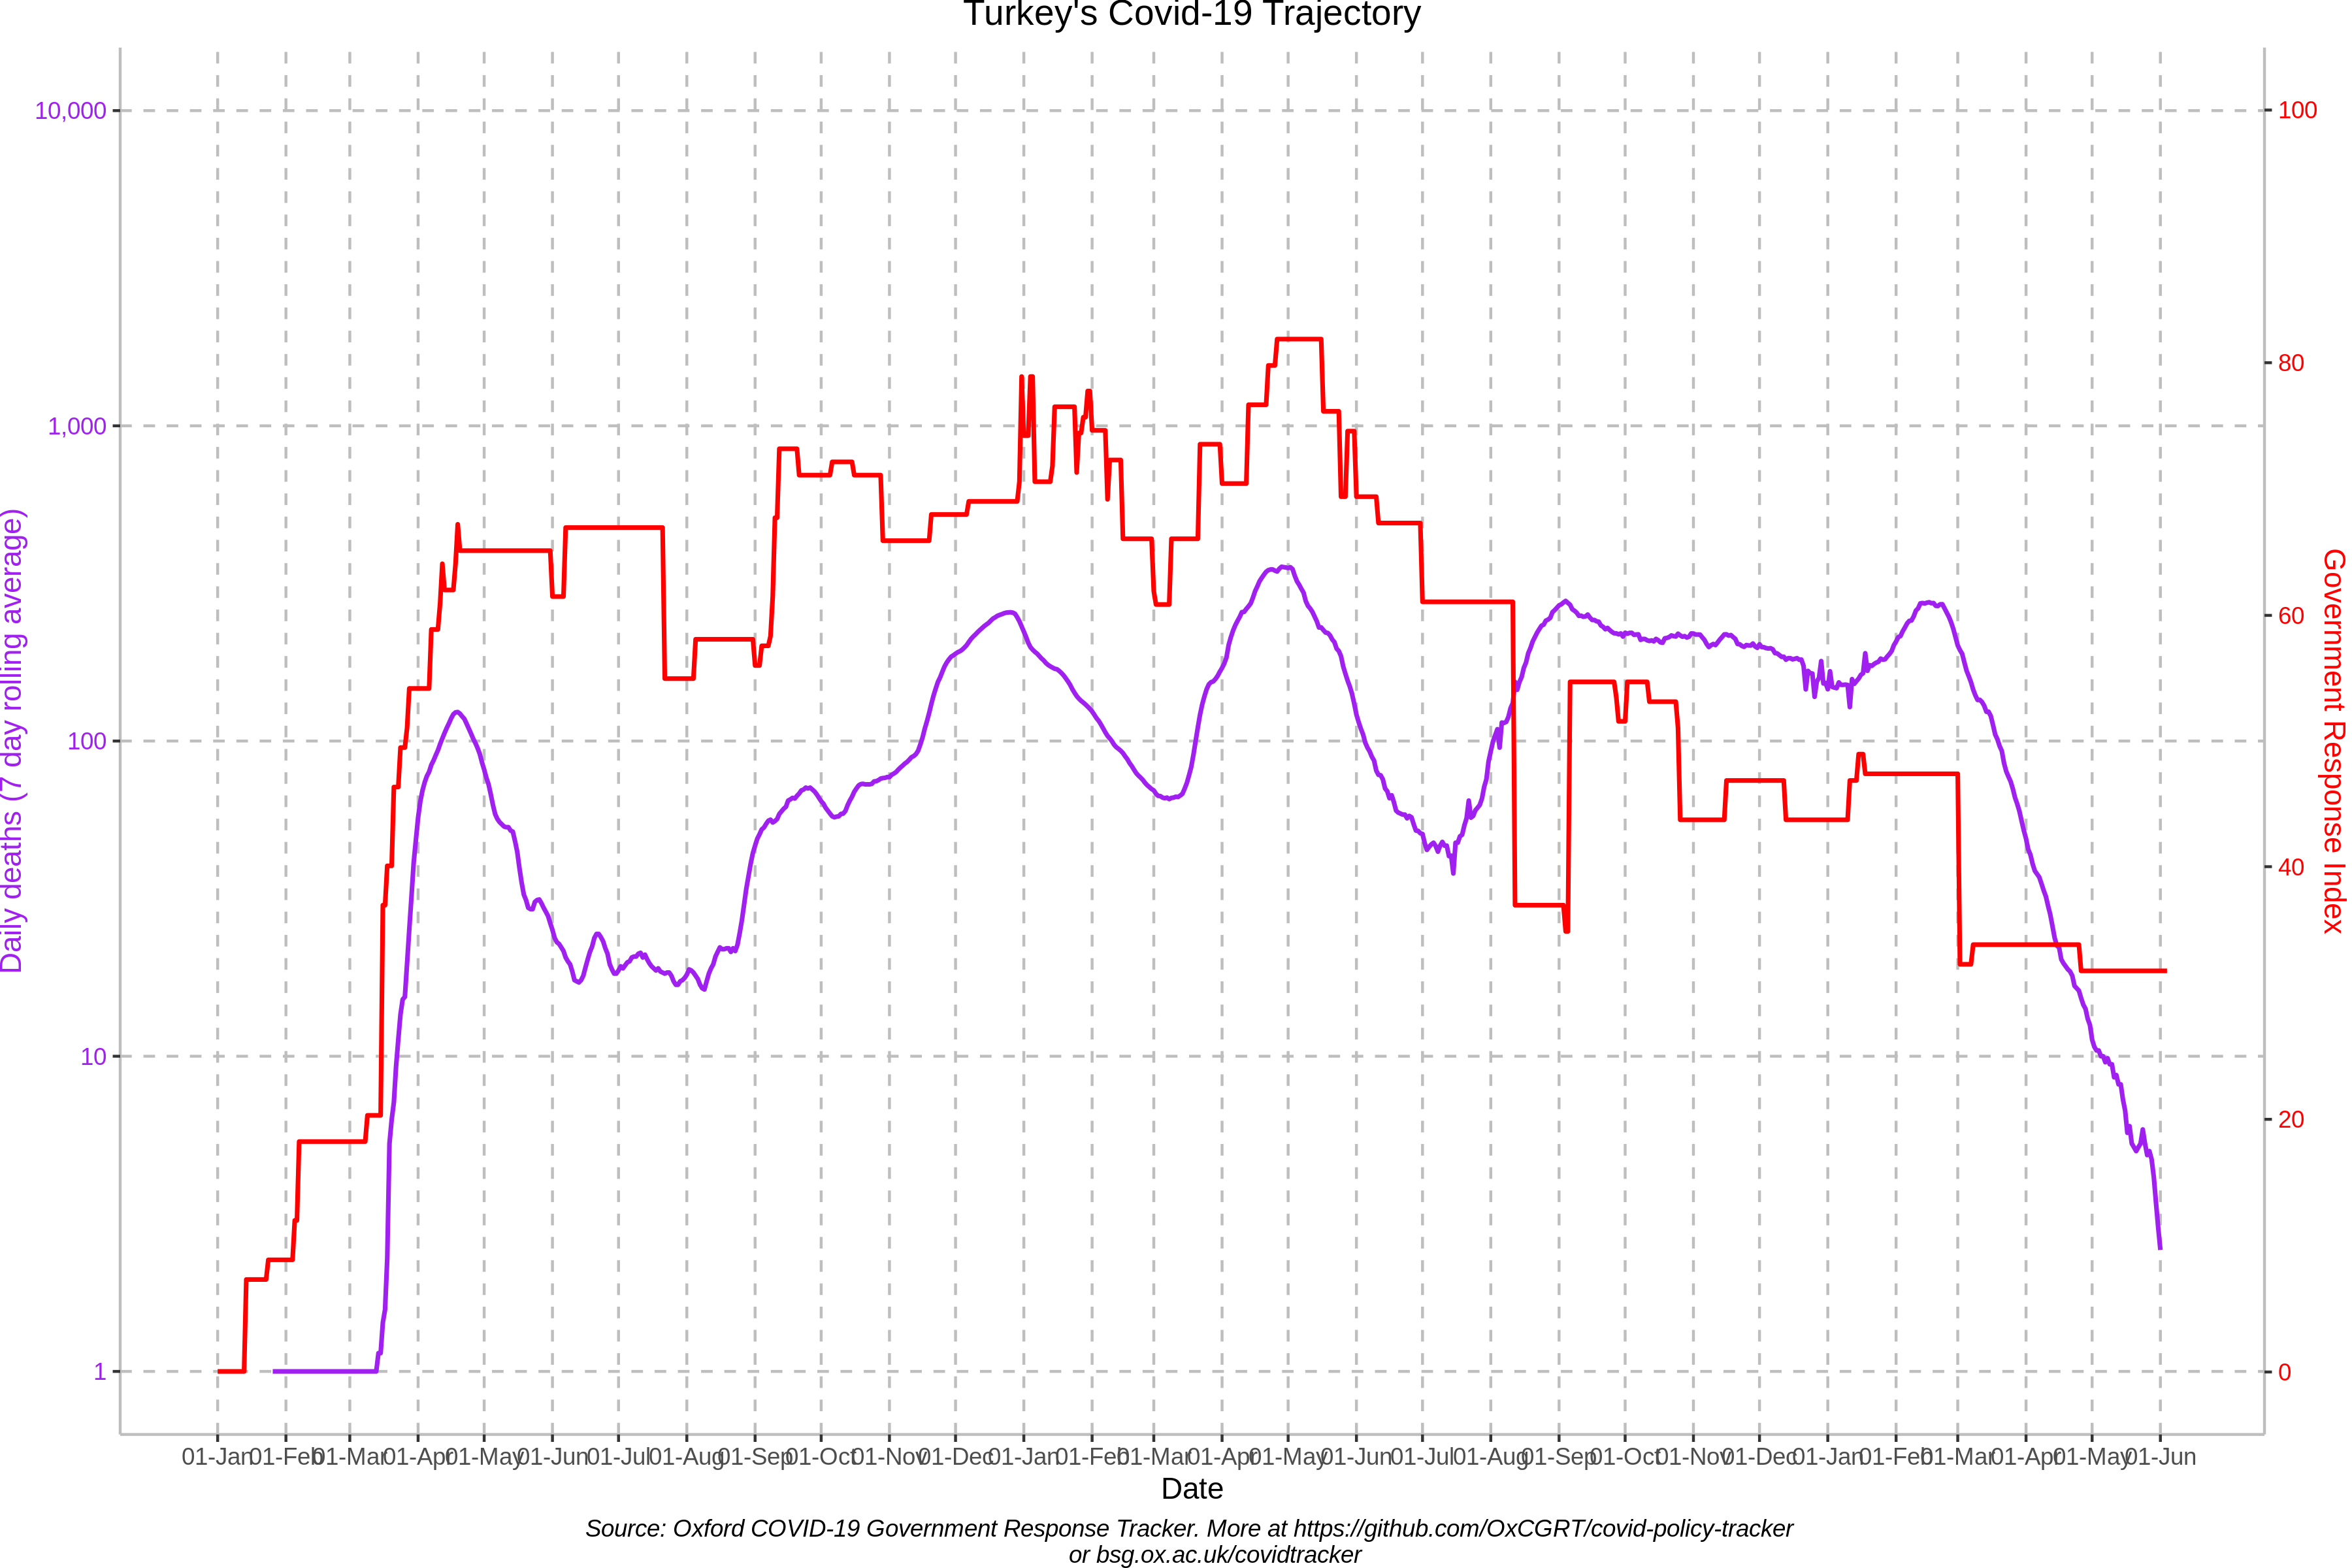 Turkey's Covid-19 Trajectory
10,000
1,000
100
10
1
Daily deaths (7 day rolling average)
100
80
60
40
20
0
Government Response Index
01-Jan 01-Feb 01-Mar 01-Apr 01-May 01-Jun 01-Jul 01-Aug 01-Sep 01-Oct 01-Nov 01-Dec 01-Jan 01-Feb 01-Mar 01-Apr 01-May 01-Jun 01-Jul 01-Aug 01-Sep 01-Oct 01-Nov 01-Dec 01-Jan 01-Feb 01-Mar 01-Apr 01-May 01-Jun
Date
Source: Oxford COVID-19 Government Response Tracker. More at https://github.com/OxCGRT/covid-policy-tracker
or bsg.ox.ac.uk/covidtracker